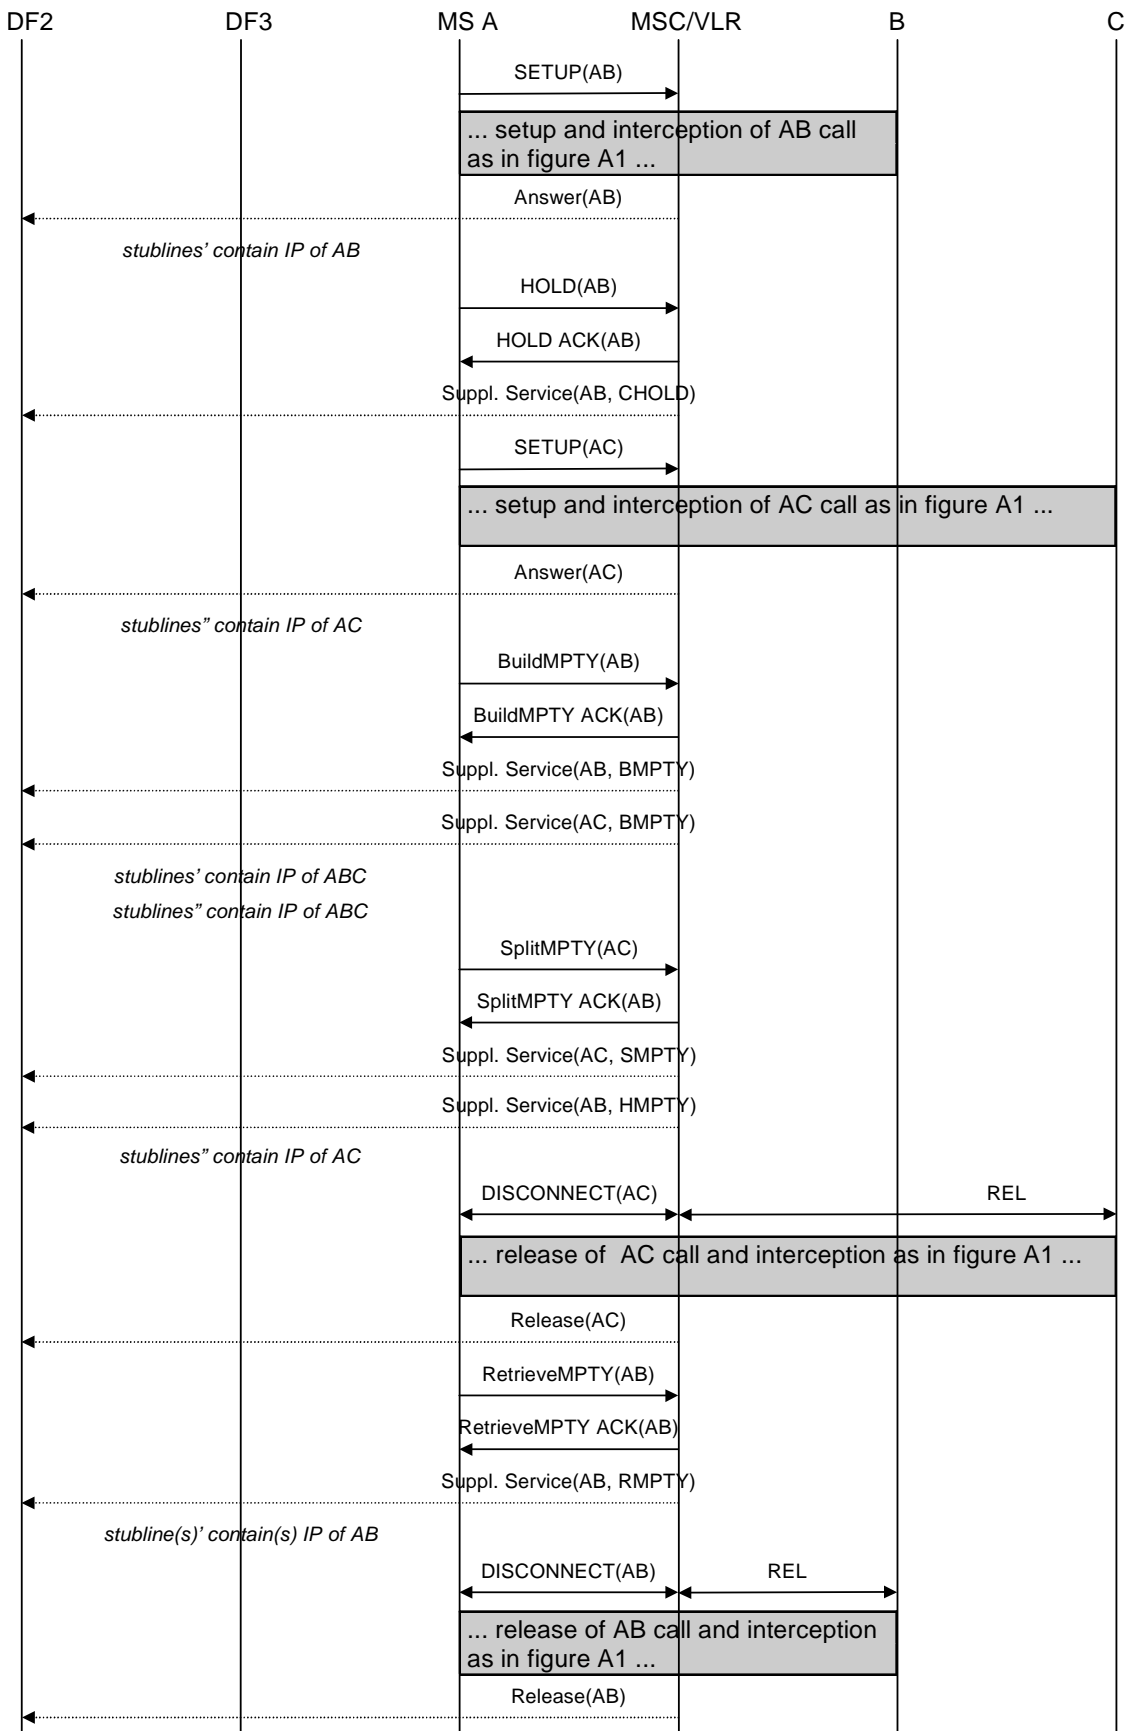 DF2 DF3 MS A MSC/VLR B C
SETUP(AB)
... setup and interception of AB call
as in figure A1 ...
Answer(AB)
stublines’ contain IP of AB
HOLD(AB)
HOLD ACK(AB)
Suppl. Service(AB, CHOLD)
SETUP(AC)
... setup and interception of AC call as in figure A1 ...
Answer(AC)
stublines” contain IP of AC
BuildMPTY(AB)
BuildMPTY ACK(AB)
Suppl. Service(AB, BMPTY)
Suppl. Service(AC, BMPTY)
stublines’ contain IP of ABC
stublines” contain IP of ABC
SplitMPTY(AC)
SplitMPTY ACK(AB)
Suppl. Service(AC, SMPTY)
Suppl. Service(AB, HMPTY)
stublines” contain IP of AC
DISCONNECT(AC) REL
... release of  AC call and interception as in figure A1 ...
Release(AC)
RetrieveMPTY(AB)
RetrieveMPTY ACK(AB)
Suppl. Service(AB, RMPTY)
stubline(s)’ contain(s) IP of AB
DISCONNECT(AB) REL
... release of AB call and interception
as in figure A1 ...
Release(AB)